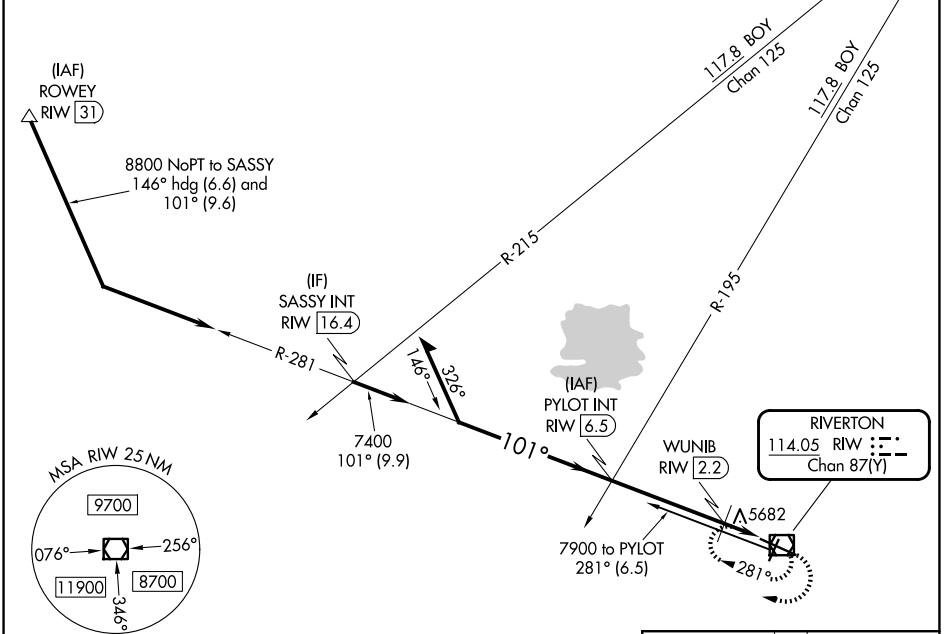 117.8 BOY
Chan 125
117.8 BOY
Chan 125
(IAF)
ROWEY
RIW 31
8800 NoPT to SASSY
146° hdg (6.6) and
101° (9.6)
R-215
R-195
(IF)
SASSY INT
RIW 16.4
R-281
326°
146°
7400
101° (9.9)
101°
(IAF)
PYLOT INT
RIW 6.5
WUNIB
RIW 2.2
RIVERTON
114.05 RIW
Chan 87(Y)
5682
7900 to PYLOT
281° (6.5)
281°
MSA RIW 25 NM
9700
076°
256°
11900
8700
346°